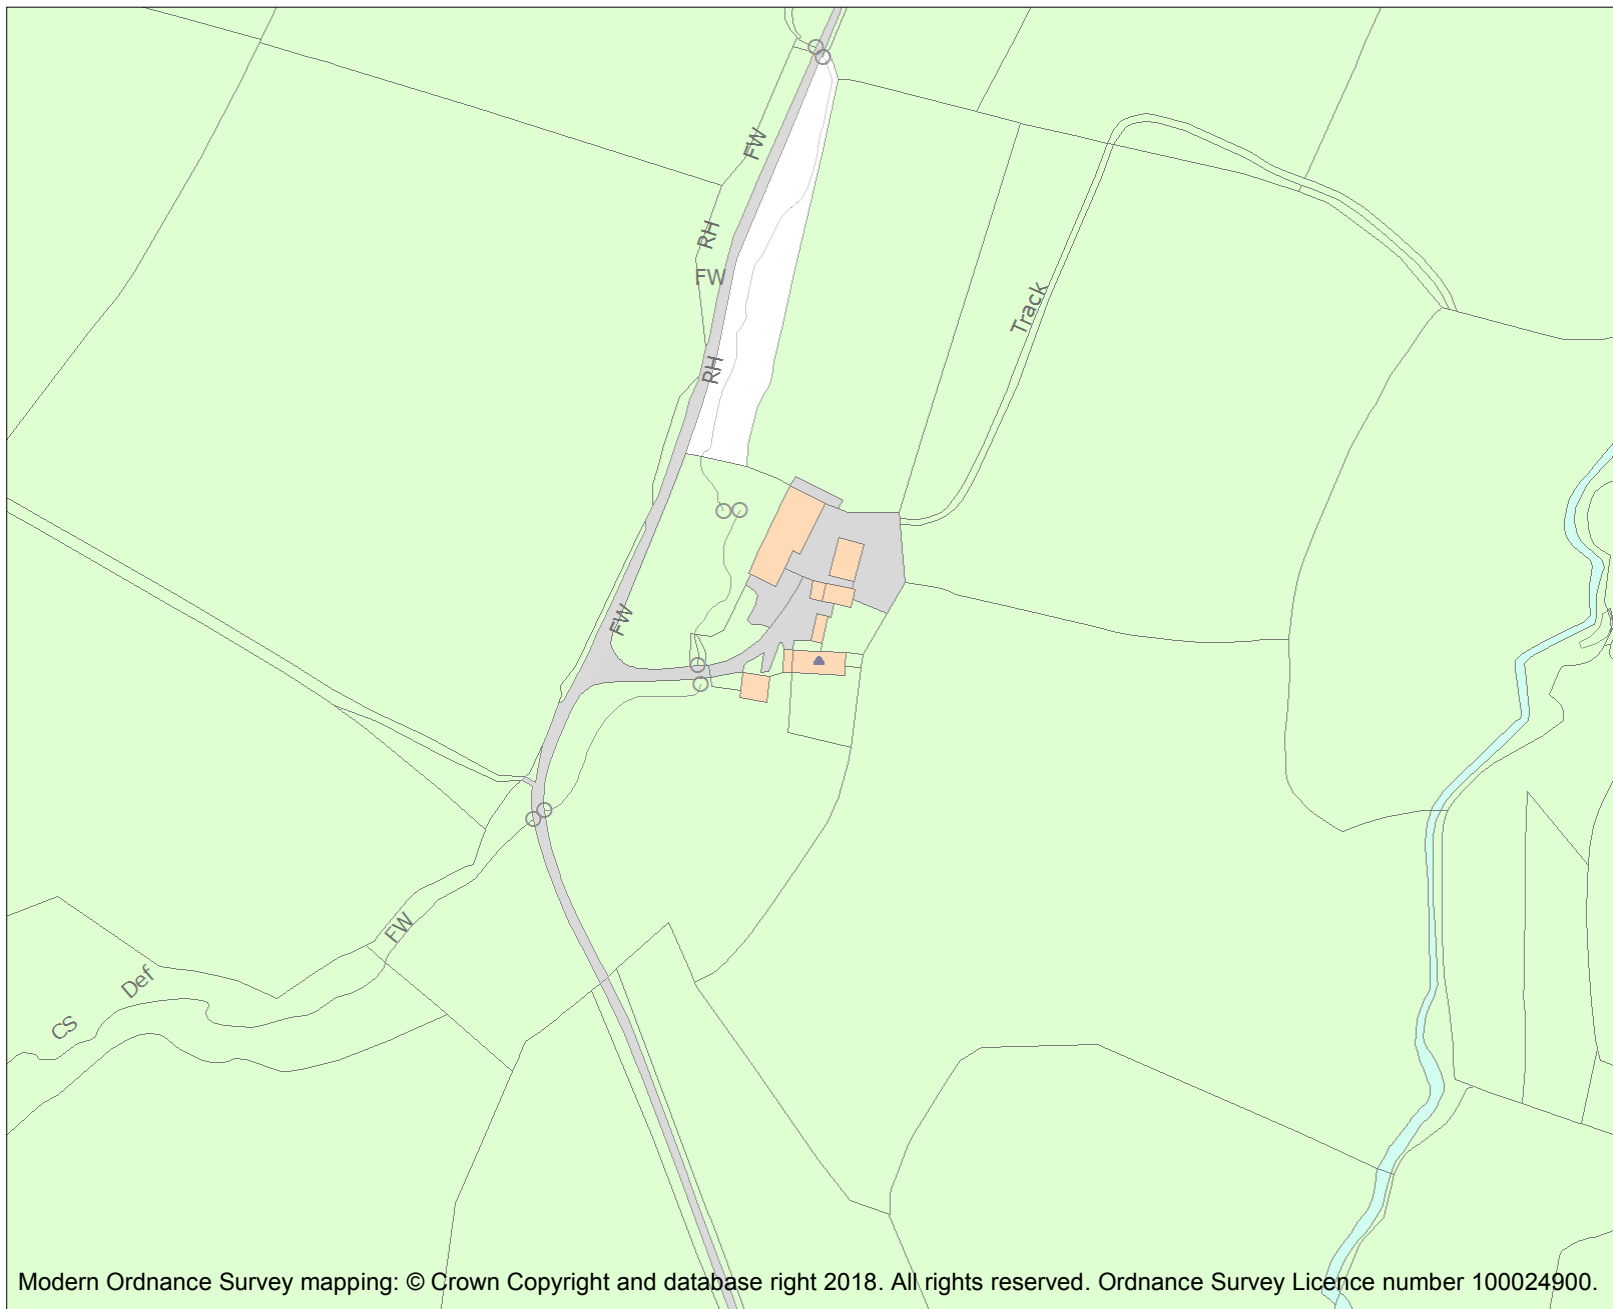 FW
RH
FW
Track
RH
FW
FW
Def
CS
Modern Ordnance Survey mapping: © Crown Copyright and database right 2018. All rights reserved. Ordnance Survey Licence number 100024900.